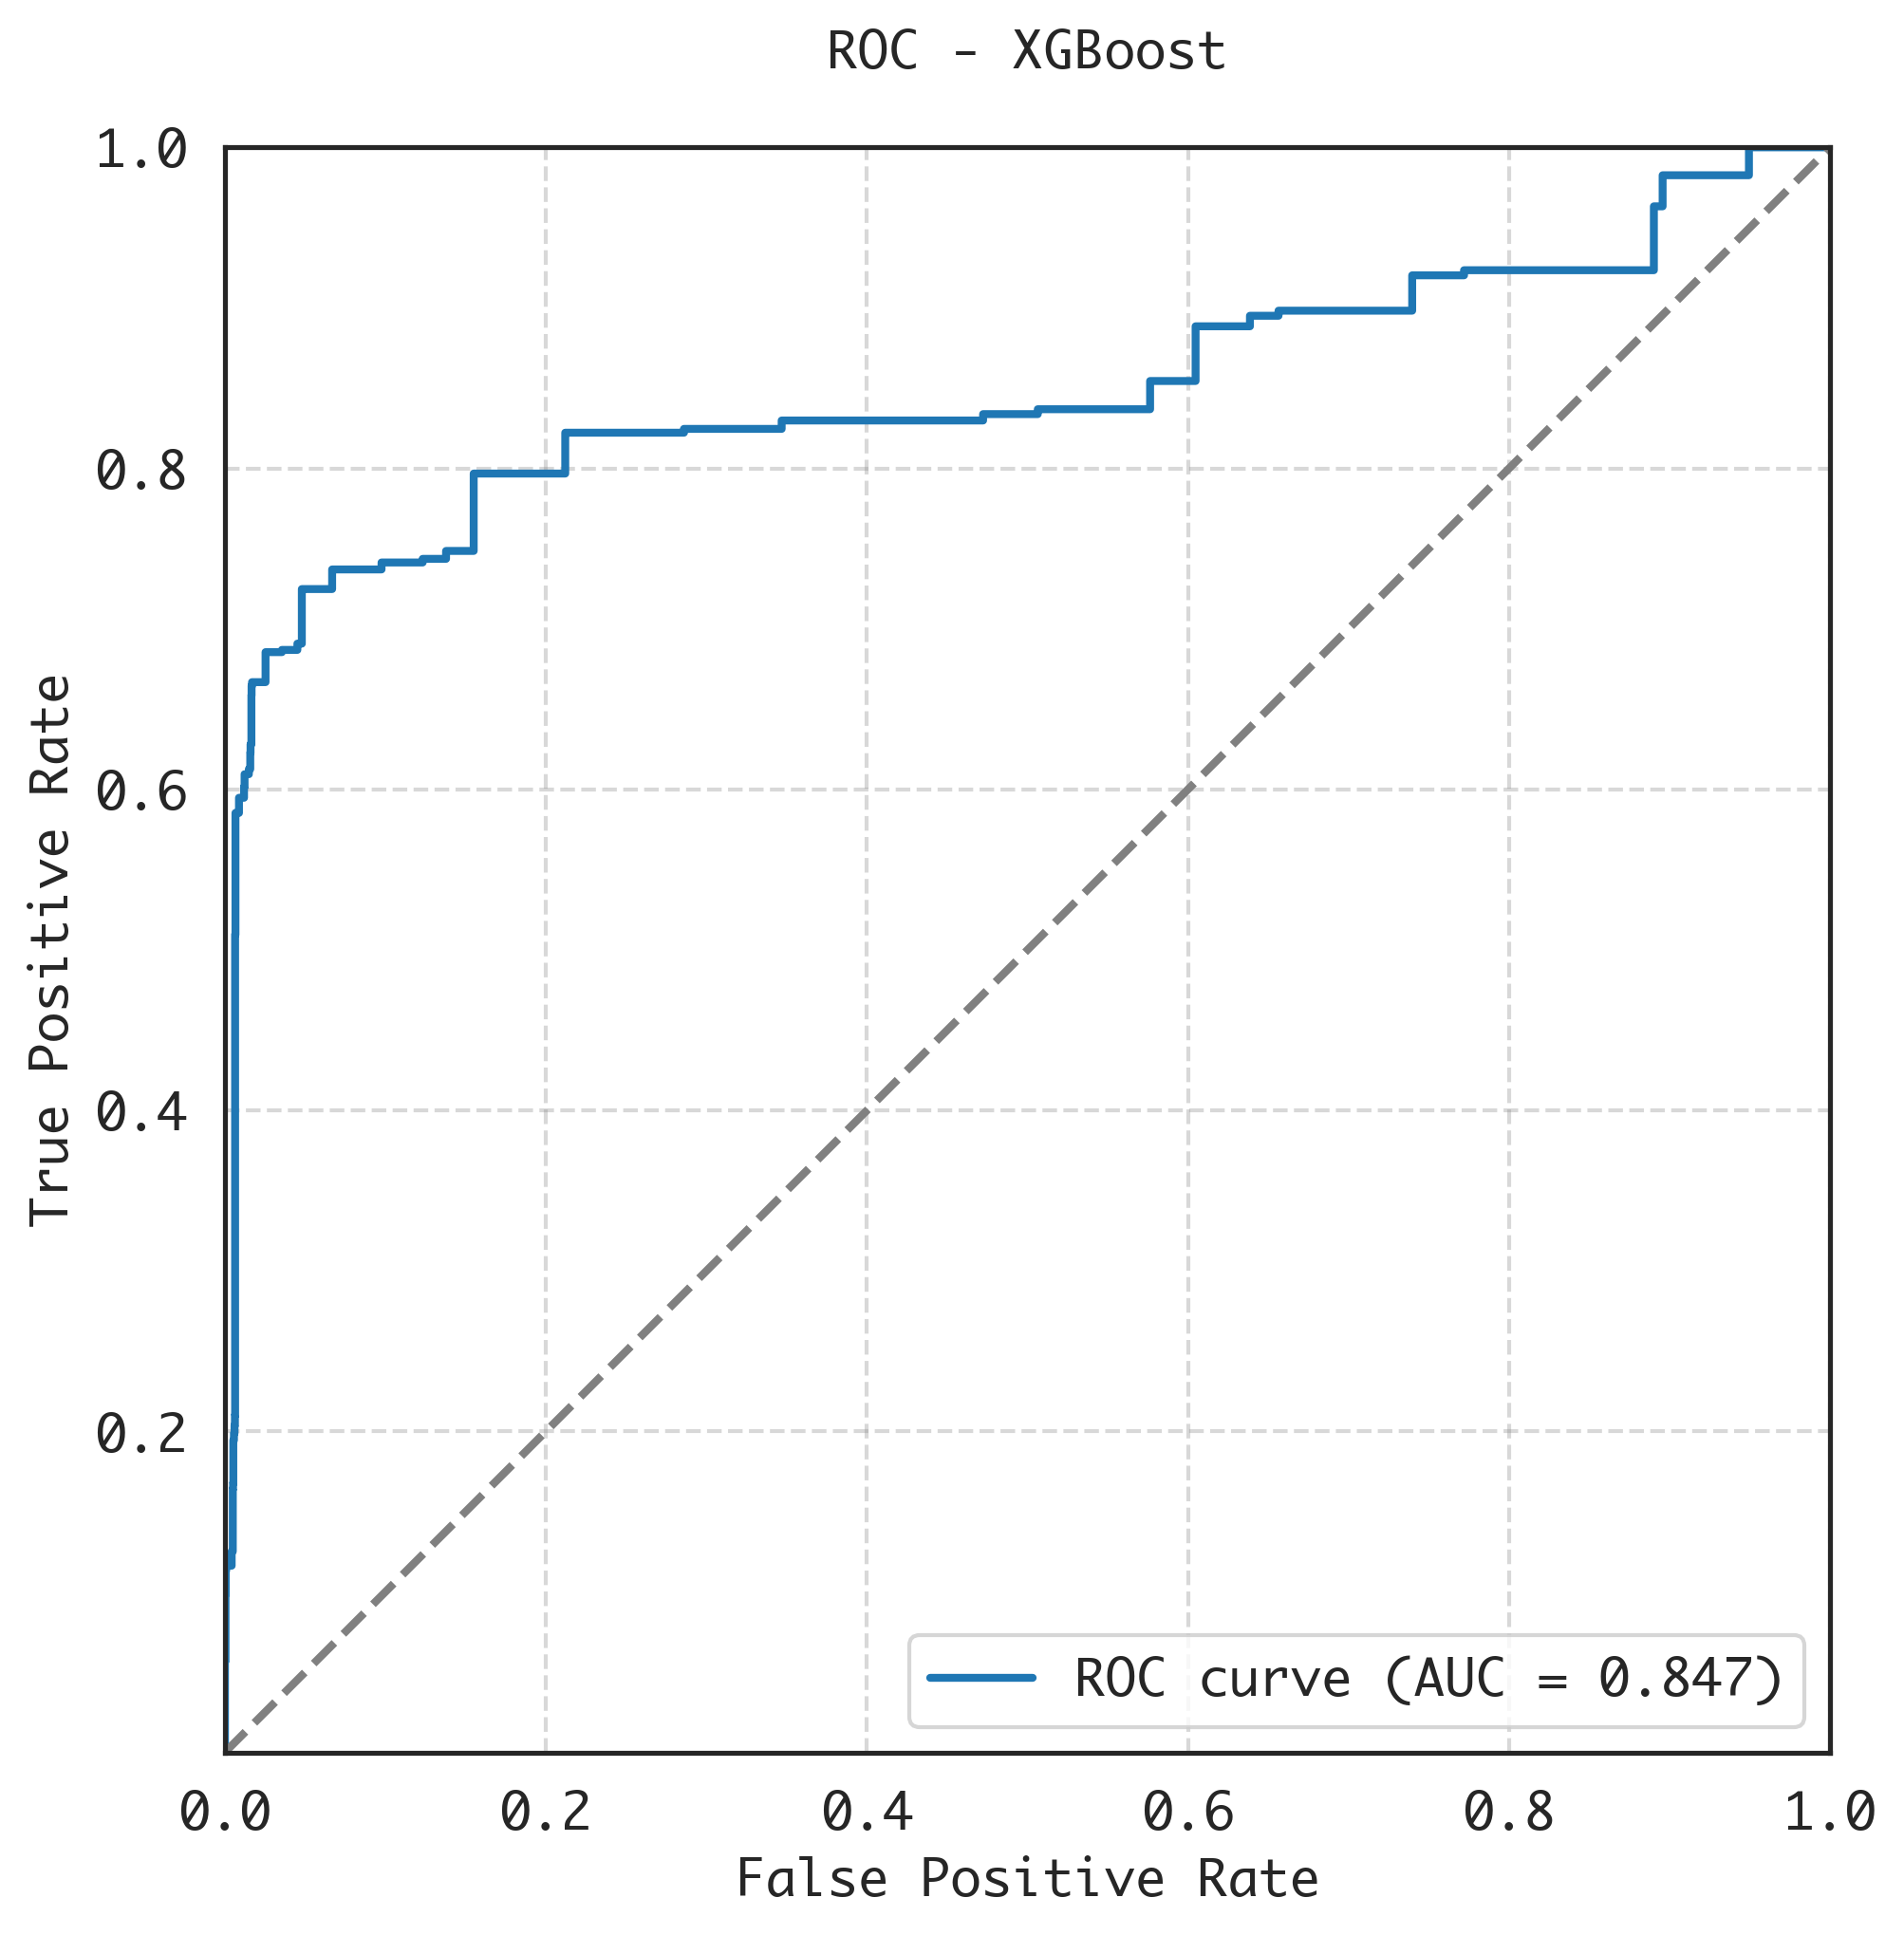 ROC - XGBoost
1.0
0.8
0.6
0.4
0.2
True Positive Rate
ROC curve (AUC = 0.847)
0.0 0.2 0.4 0.6 0.8 1.0
False Positive Rate